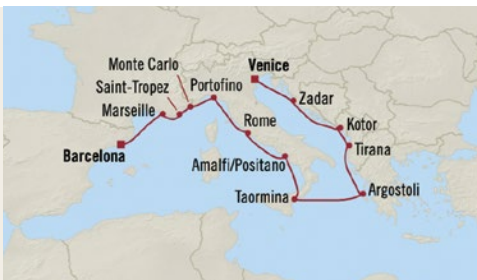 Monte Carlo
Saint-Tropez
Portofino
Marseille
Barcelona
Venice
Zadar
Rome
Kotor
Tirana
Amalfi/Positano
Taormina
Argostoli